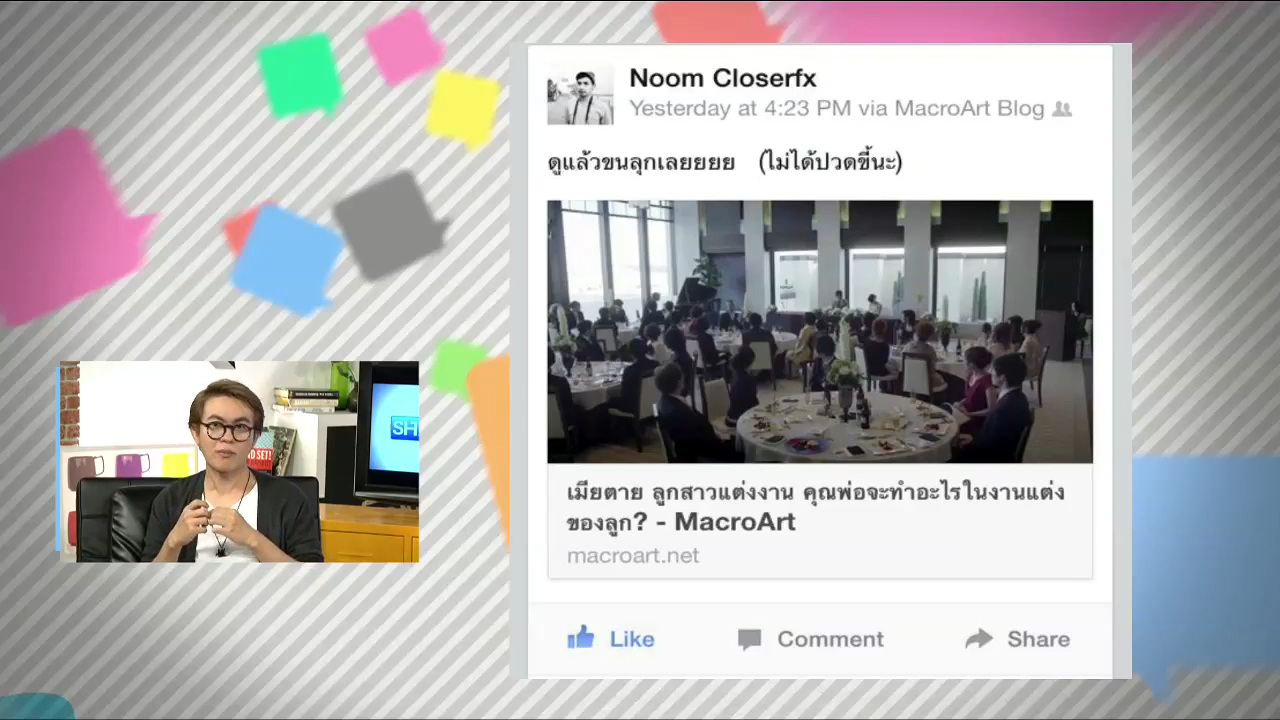 Noom Closerfx
Yesterday at 4:23 PM via MacroArt Blog
ดูแล้วขนลุกเลยยยยย (ไม่ได้ปวดขี้นะ)
เมียตาย ลูกสาวแต่งงาน คุณพ่อจะทำอะไรในงานแต่ง
ของลูก? - MacroArt
macroart.net
Like Comment Share
SH
SET!